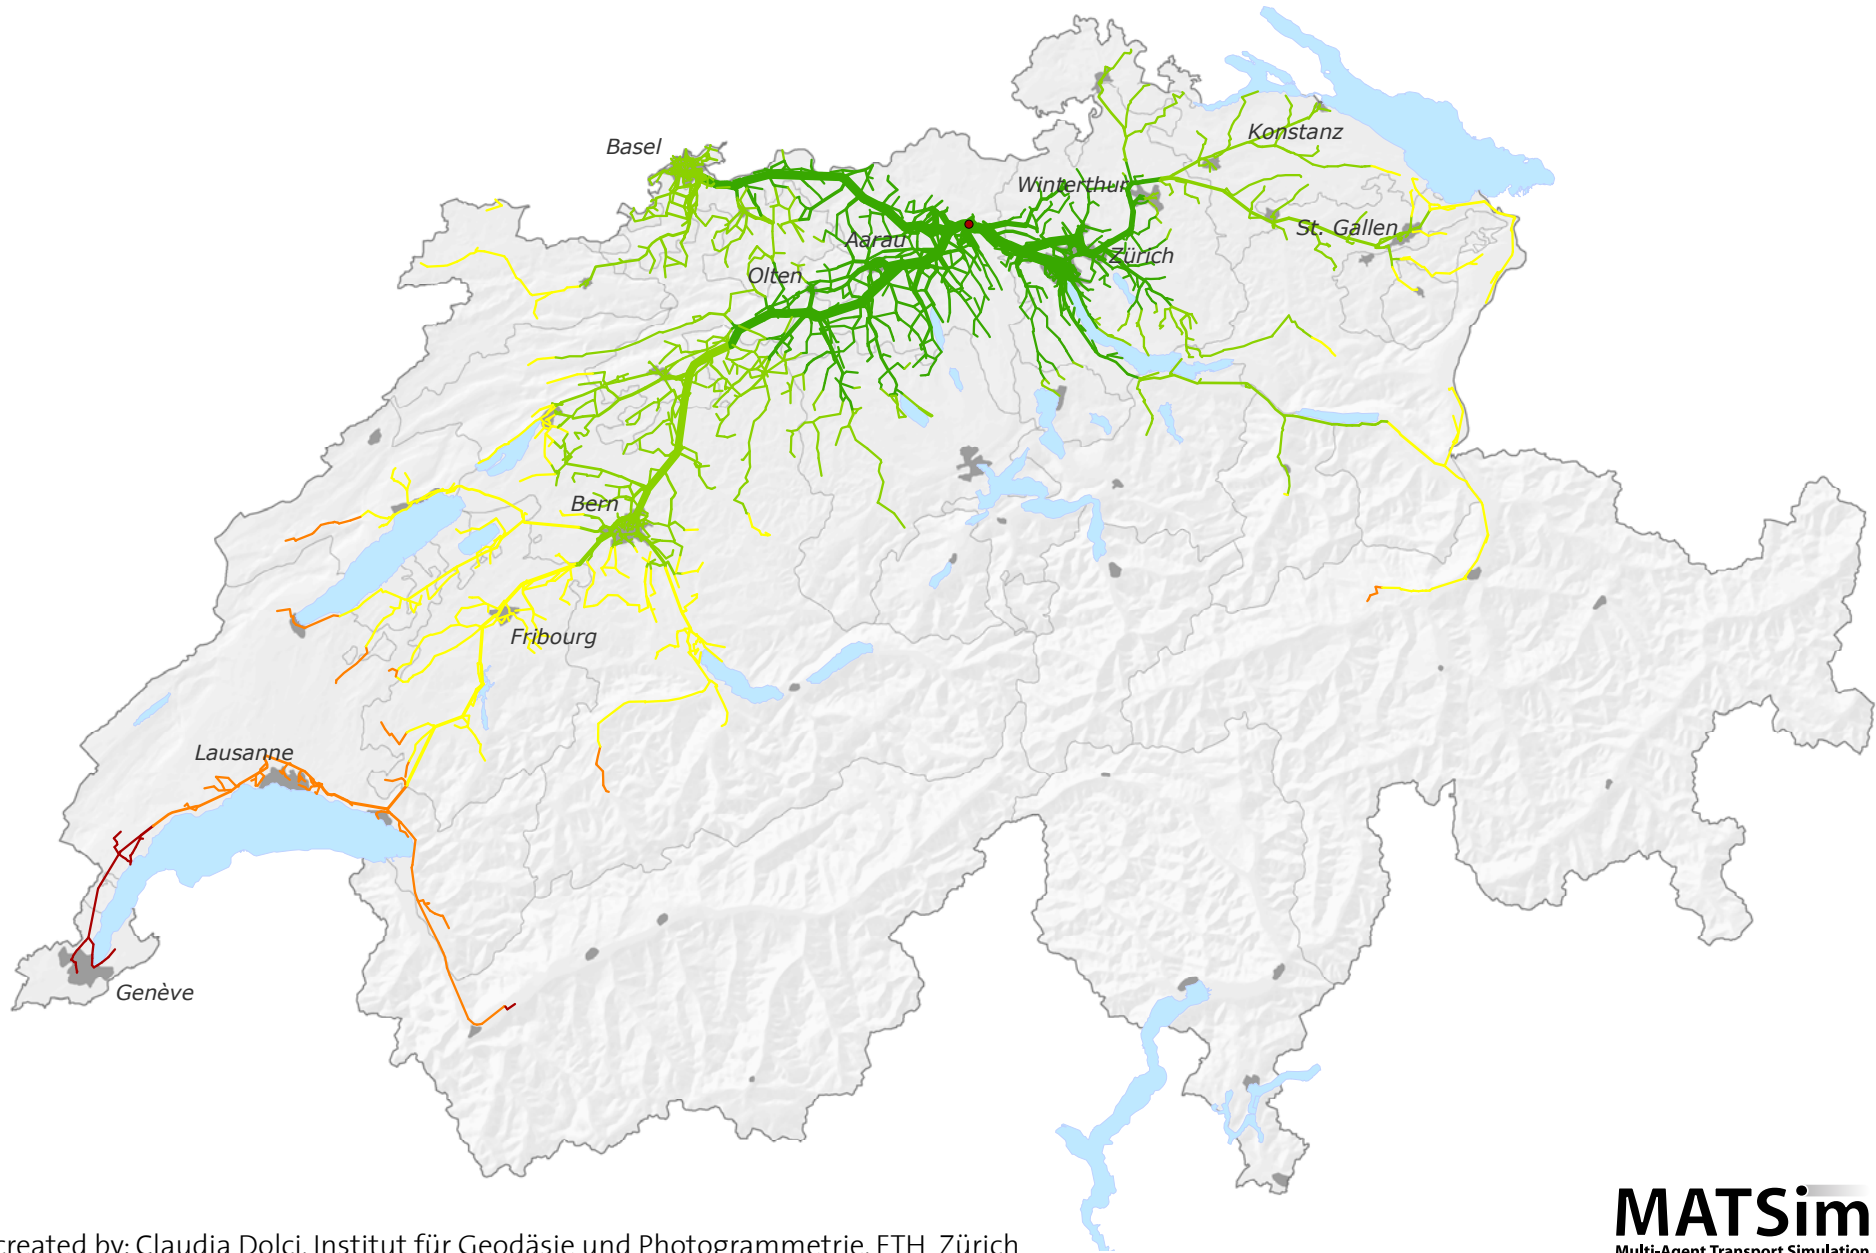 Basel
Konstanz
Winterthur
St. Gallen
Aarau
Zürich
Olten
Bern
Fribourg
Lausanne
Genève
MATSim
Multi-Agent Transport Simulation
created by: Claudia Dolci, Institut für Geodäsie und Photogrammetrie, ETH Zürich